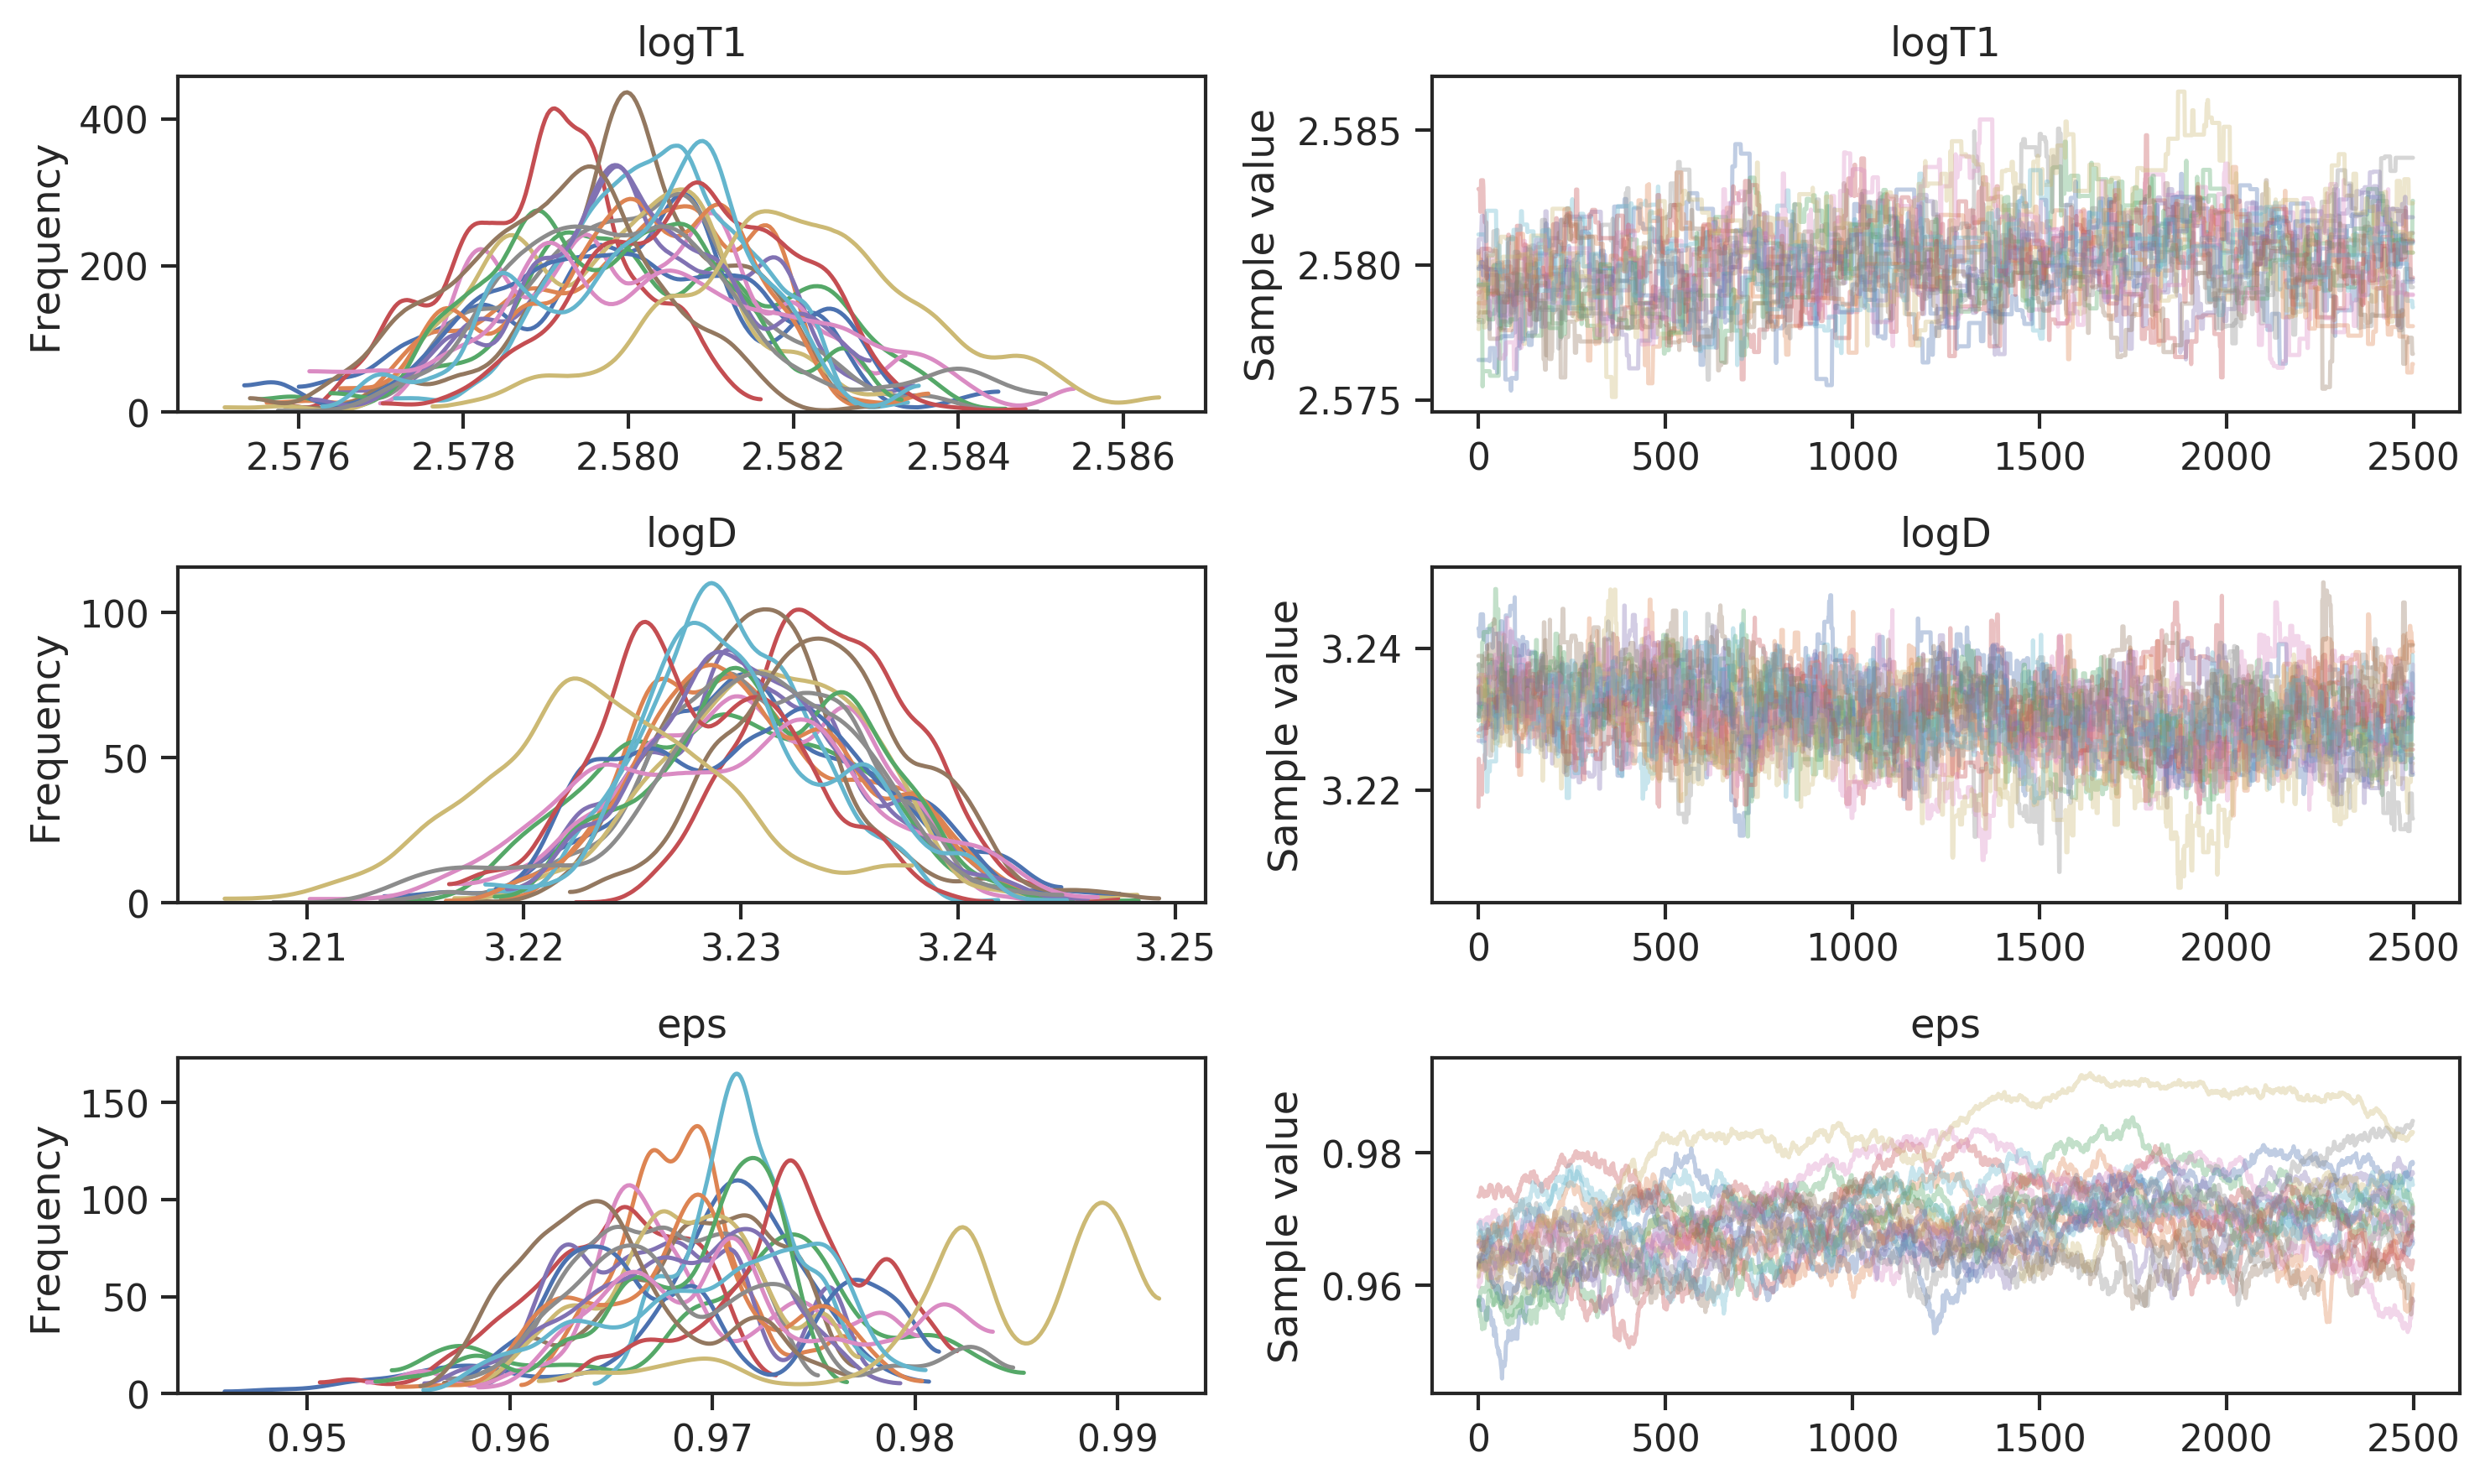 logT1
Frequency
400
200
0
2.576 2.578 2.580 2.582 2.584 2.586
logT1
Sample value
2.585
2.580
2.575
0 500 1000 1500 2000 2500
logD
Frequency
100
50
0
3.21 3.22 3.23 3.24 3.25
logD
Sample value
3.24
3.22
0 500 1000 1500 2000 2500
eps
Frequency
150
100
50
0
0.95 0.96 0.97 0.98 0.99
eps
Sample value
0.98
0.96
0 500 1000 1500 2000 2500